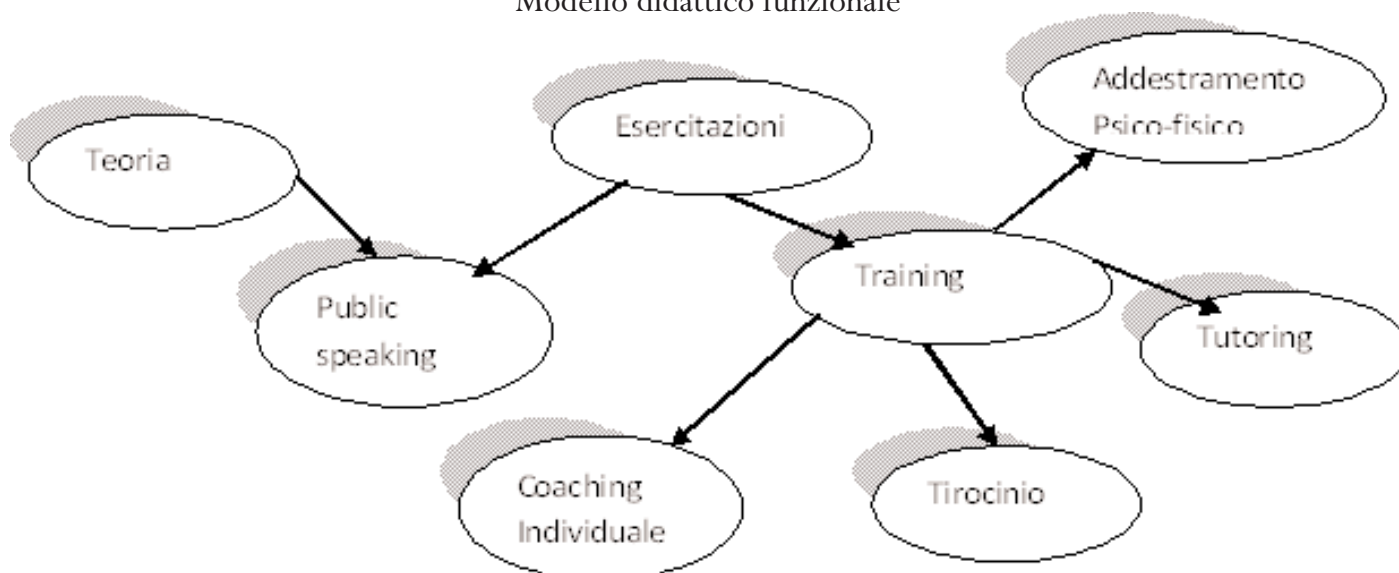 Modello didattico funzionale
Addestramento
Psico-fisico
Esercitazioni
Teoria
Training
Public
speaking
Tutoring
Coaching
Individuale
Tirocinio